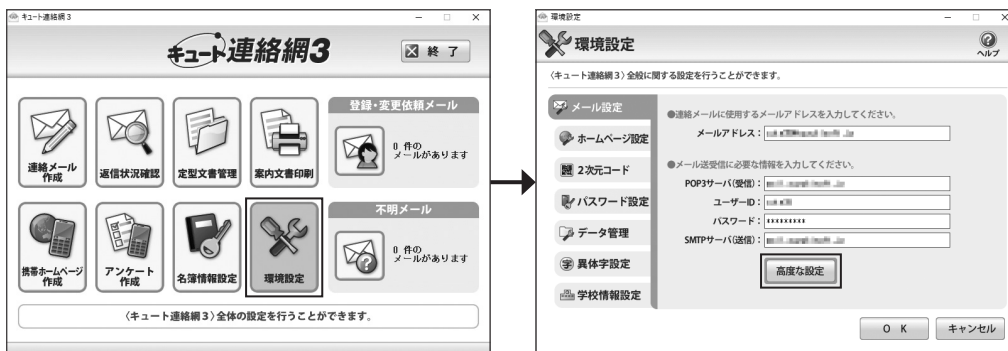 キュート連絡網3
キュート連絡網3
終 了
連絡メール
作成
返信状況確認
定型文書管理
案内文書印刷
登録・変更依頼メール
0 件の
メールがあります
携帯ホームページ
作成
アンケート
作成
名簿情報設定
環境設定
不明メール
0 件の
メールがあります
〈キュート連絡網3〉全体の設定を行うことができます。
環境設定
環境設定
ヘルプ
〈キュート連絡網3〉全般に関する設定を行うことができます。
メール設定
ホームページ設定
2次元コード
パスワード設定
データ管理
字 異体字設定
学校情報設定
●連絡メールに使用するメールアドレスを入力してください。
メールアドレス：
●メール送受信に必要な情報を入力してください。
POP3サーバ(受信)：
ユーザーID：
パスワード：*********
SMTPサーバ(送信)：
高度な設定
O K
キャンセル